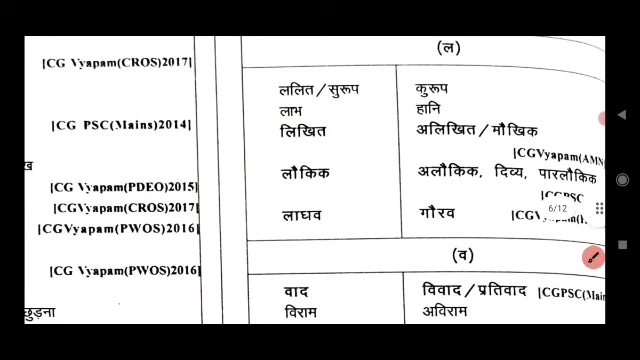 (ल)
[CG Vyapam(CROS)2017]
ललित/सुरूप कुरूप
लाभ हानि
[CG PSC(Mains)2014]
लिखित अलिखित/मौखिक
[CGVyapam(AMN
लौकिक अलौकिक, दिव्य, पारलौकिक
[CG Vyapam(PDEO)2015]
[CGPSC
[CGVyapam(CROS)2017]
6/12
लाघव गौरव
[CGVyapam(PWOS)2016]
(व)
[CG Vyapam(PWOS)2016]
वाद विवाद/प्रतिवाद [CGPSC(Main
छुड़ना
विराम अविराम